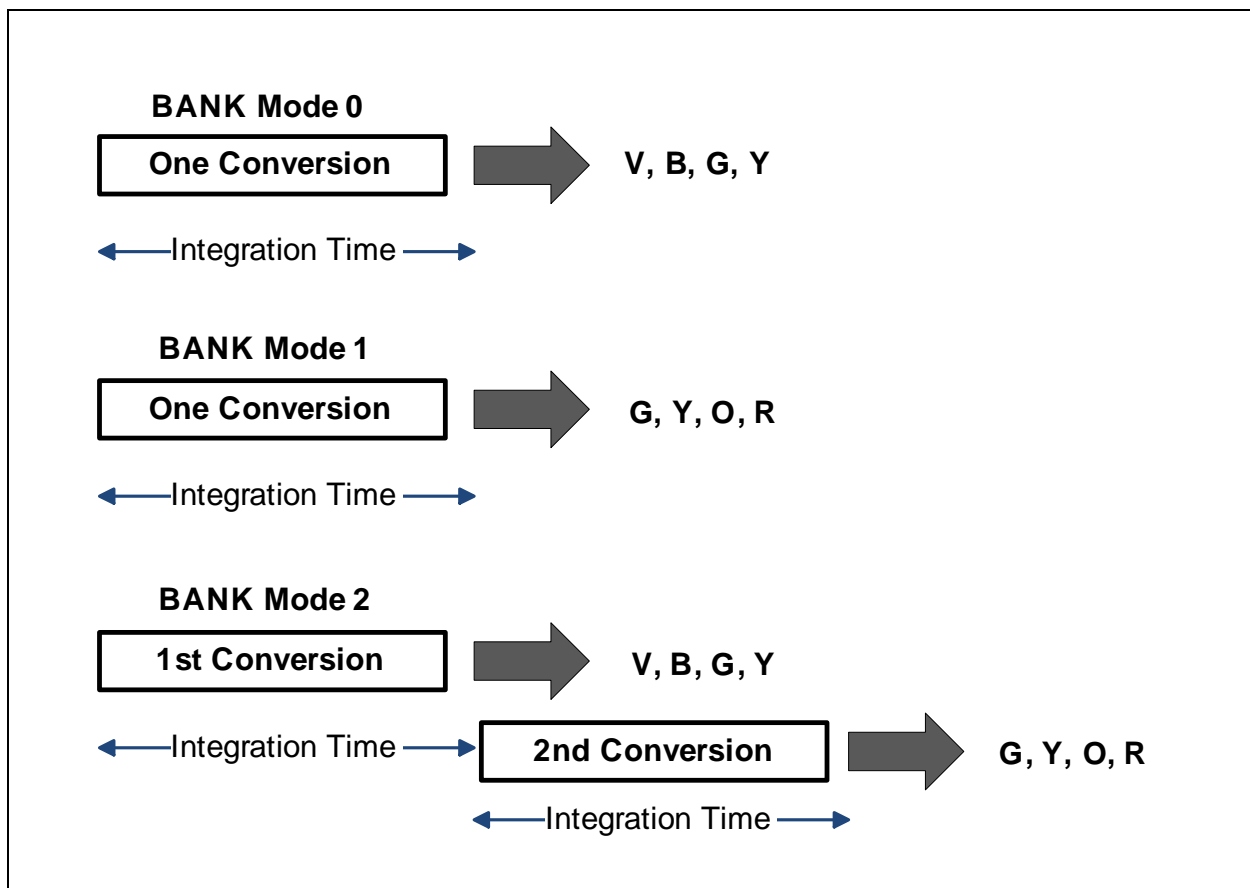 BANK Mode 0
One Conversion
V, B, G, Y
Integration Time
BANK Mode 1
One Conversion
G, Y, O, R
Integration Time
BANK Mode 2
1st Conversion
V, B, G, Y
Integration Time
2nd Conversion
G, Y, O, R
Integration Time